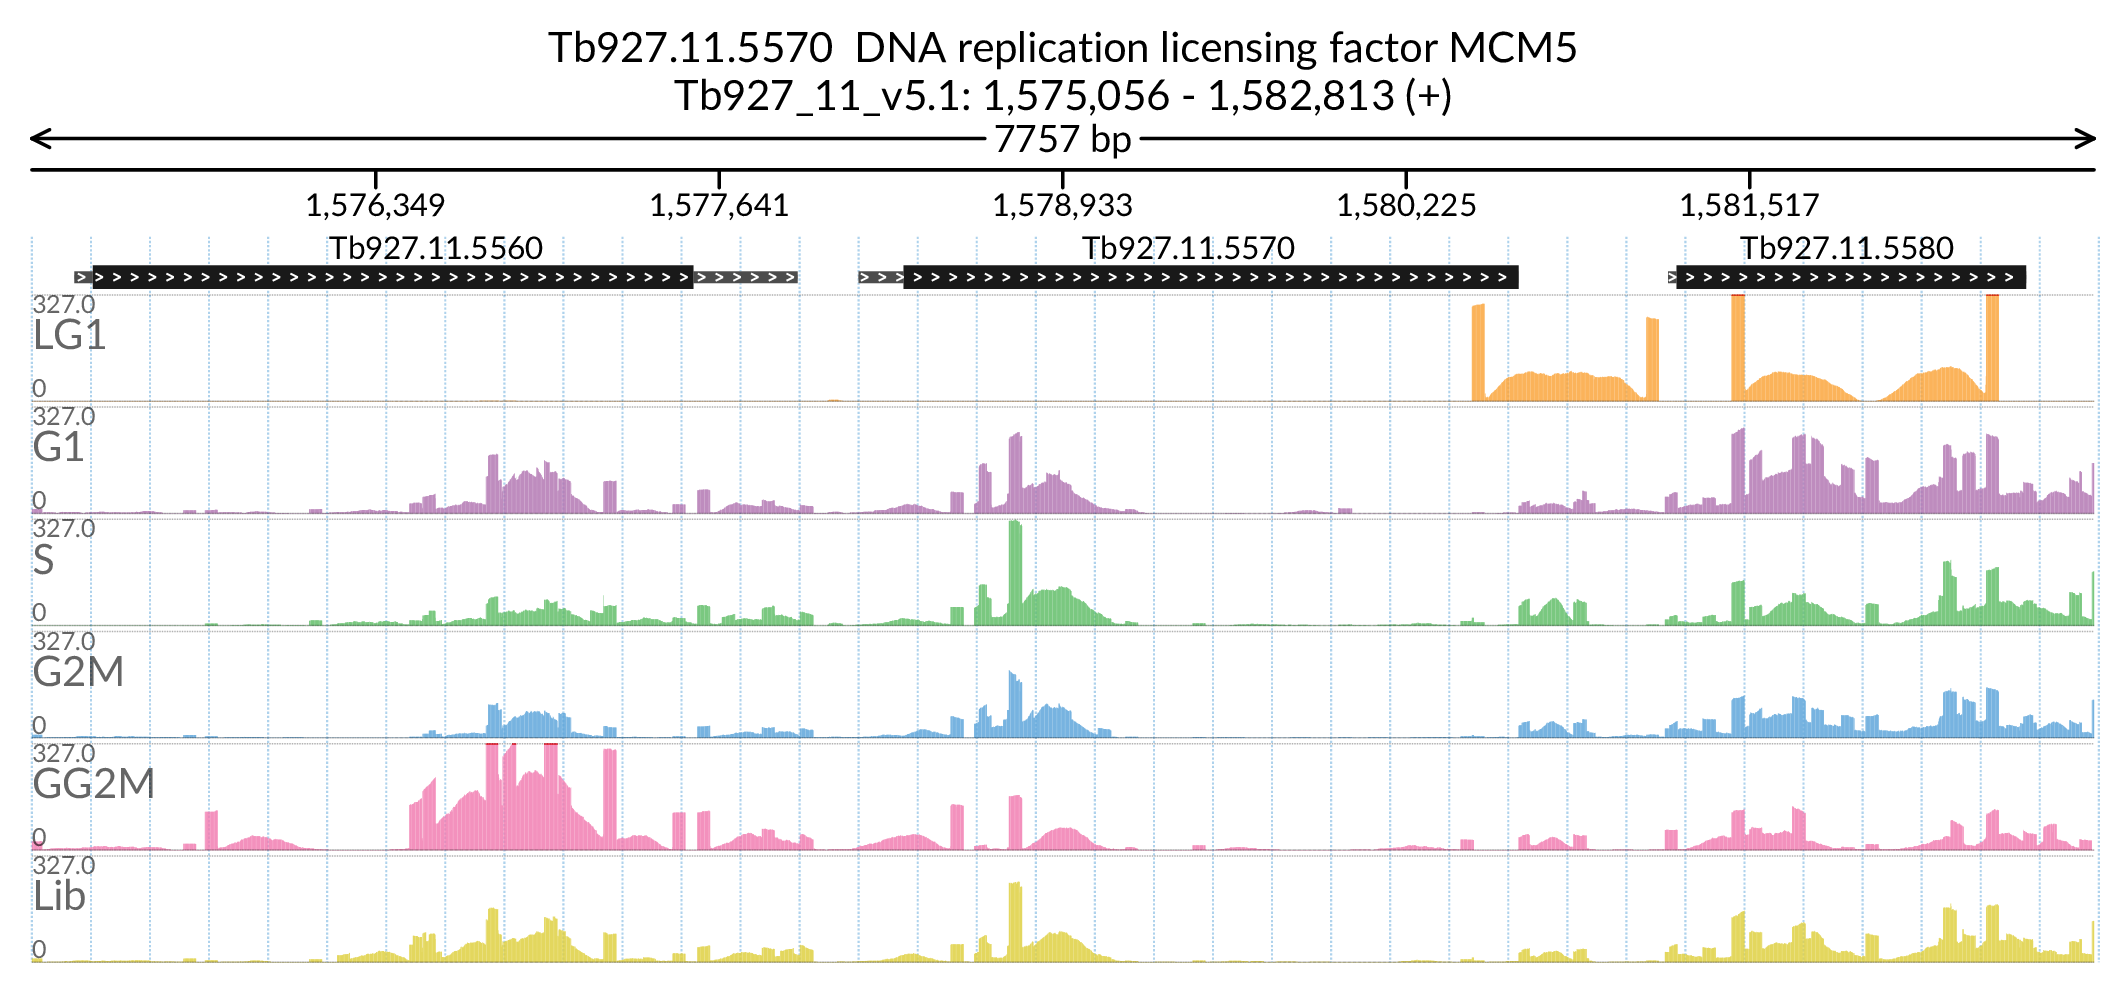 Tb927.11.5570 DNA replication licensing factor MCM5
Tb927_11_v5.1: 1,575,056 - 1,582,813 (+)
7757 bp
1,576,349 1,577,641 1,578,933 1,580,225 1,581,517
Tb927.11.5560 Tb927.11.5570 Tb927.11.5580
327.0
LG1
0
327.0
G1
0
327.0
S
0
327.0
G2M
0
327.0
GG2M
0
327.0
Lib
0